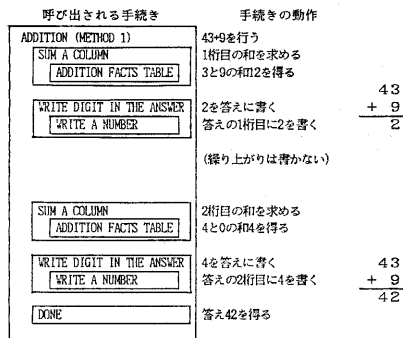 呼び出される手続き 手続きの動作
ADDITION (METHOD 1) 43+9を行う
SUM A COLUMN 1桁目の和を求める
ADDITION FACTS TABLE 3と9の和12を得る
43
WRITE DIGIT IN THE ANSWER 2を答えに書く + 9
WRITE A NUMBER 答えの1桁目に2を書く 2
(繰り上がりは書かない)
SUM A COLUMN 2桁目の和を求める
ADDITION FACTS TABLE 4と0の和4を得る
WRITE DIGIT IN THE ANSWER 4を答えに書く 43
WRITE A NUMBER 答えの2桁目に4を書く + 9
42
DONE 答え42を得る